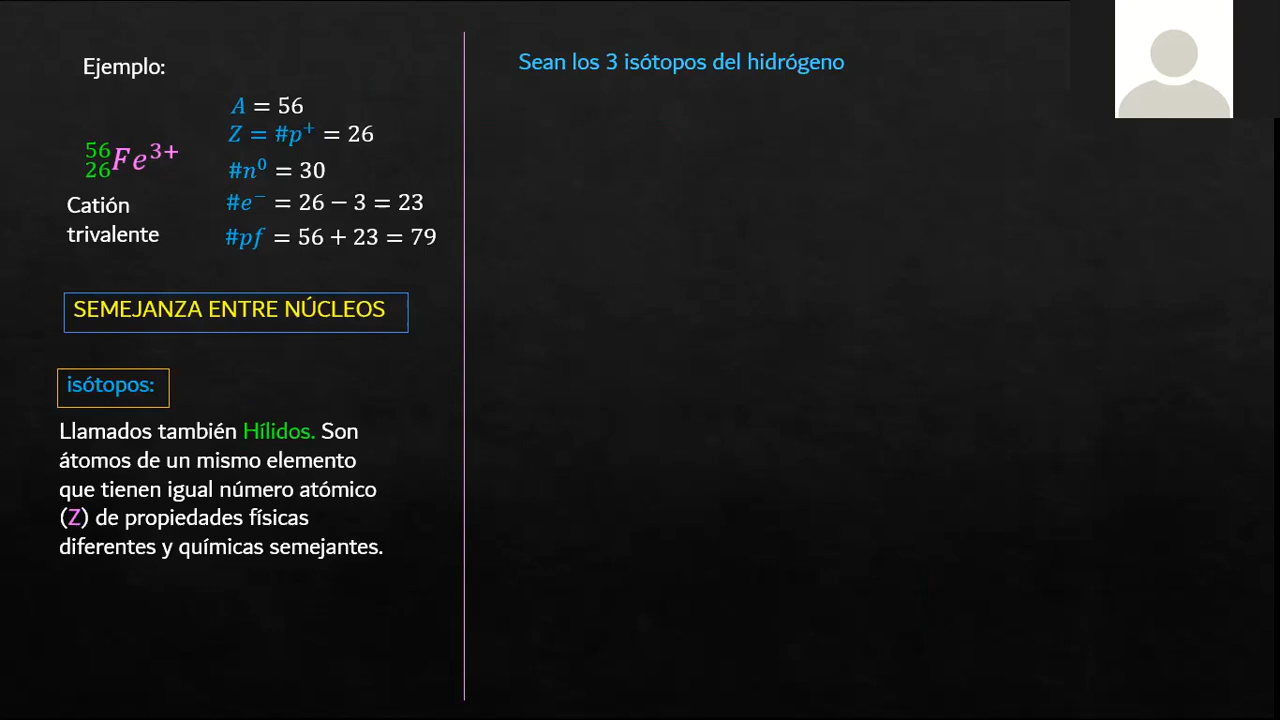 Ejemplo:
A = 56
Z = #p⁺ = 26
⁵⁶₂₆Fe³⁺
#n⁰ = 30
Catión
trivalente
#e⁻ = 26 − 3 = 23
#pf = 56 + 23 = 79
SEMEJANZA ENTRE NÚCLEOS
isótopos:
Llamados también Hílidos. Son
átomos de un mismo elemento
que tienen igual número atómico
(Z) de propiedades físicas
diferentes y químicas semejantes.
Sean los 3 isótopos del hidrógeno